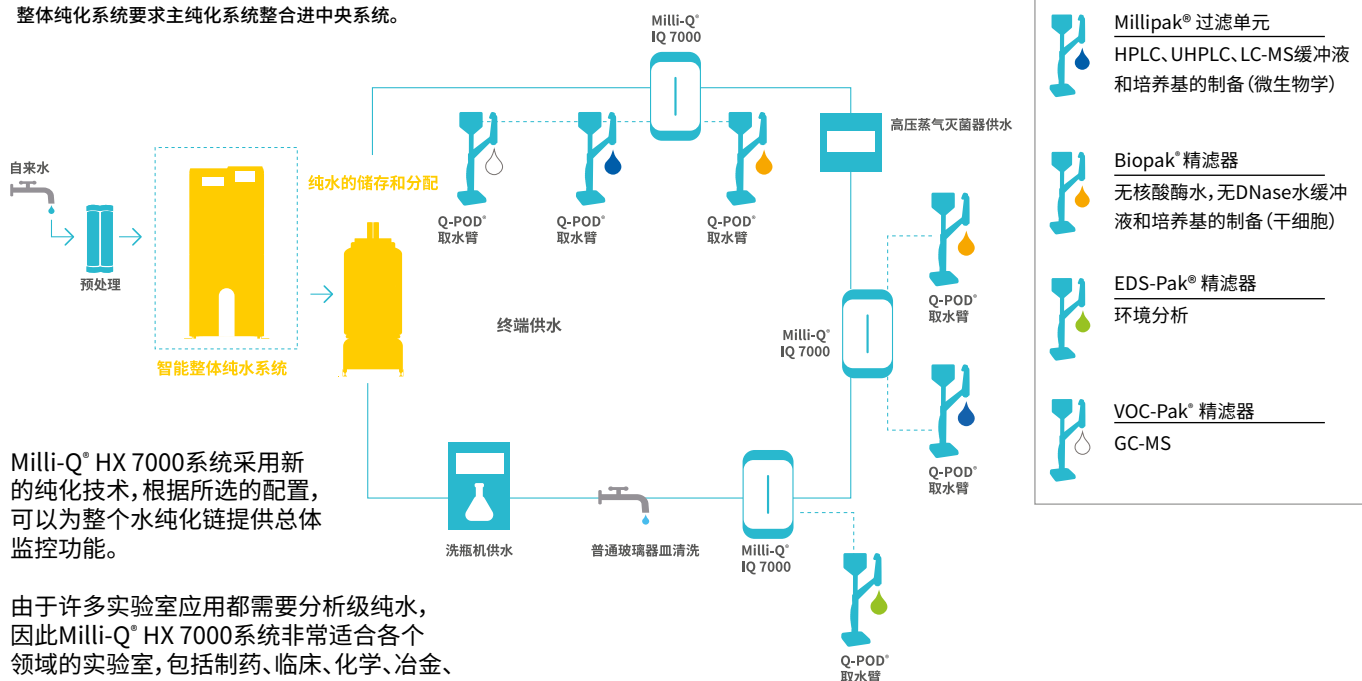 整体纯化系统要求主纯化系统整合进中央系统。
自来水
预处理
智能整体纯水系统
纯水的储存和分配
终端供水
Milli-Q®
IQ 7000
Q-POD®
取水臂
Q-POD®
取水臂
Q-POD®
取水臂
高压蒸气灭菌器供水
Q-POD®
取水臂
Milli-Q®
IQ 7000
Q-POD®
取水臂
洗瓶机供水
普通玻璃器皿清洗
Milli-Q®
IQ 7000
Q-POD®
取水臂
Milli-Q® HX 7000系统采用新
的纯化技术，根据所选的配置，
可以为整个水纯化链提供总体
监控功能。
由于许多实验室应用都需要分析级纯水，
因此Milli-Q® HX 7000系统非常适合各个
领域的实验室，包括制药、临床、化学、冶金、
Millipak® 过滤单元
HPLC、UHPLC、LC-MS缓冲液
和培养基的制备（微生物学）
Biopak®精滤器
无核酸酶水，无DNase水缓冲
液和培养基的制备（干细胞）
EDS-Pak® 精滤器
环境分析
VOC-Pak® 精滤器
GC-MS